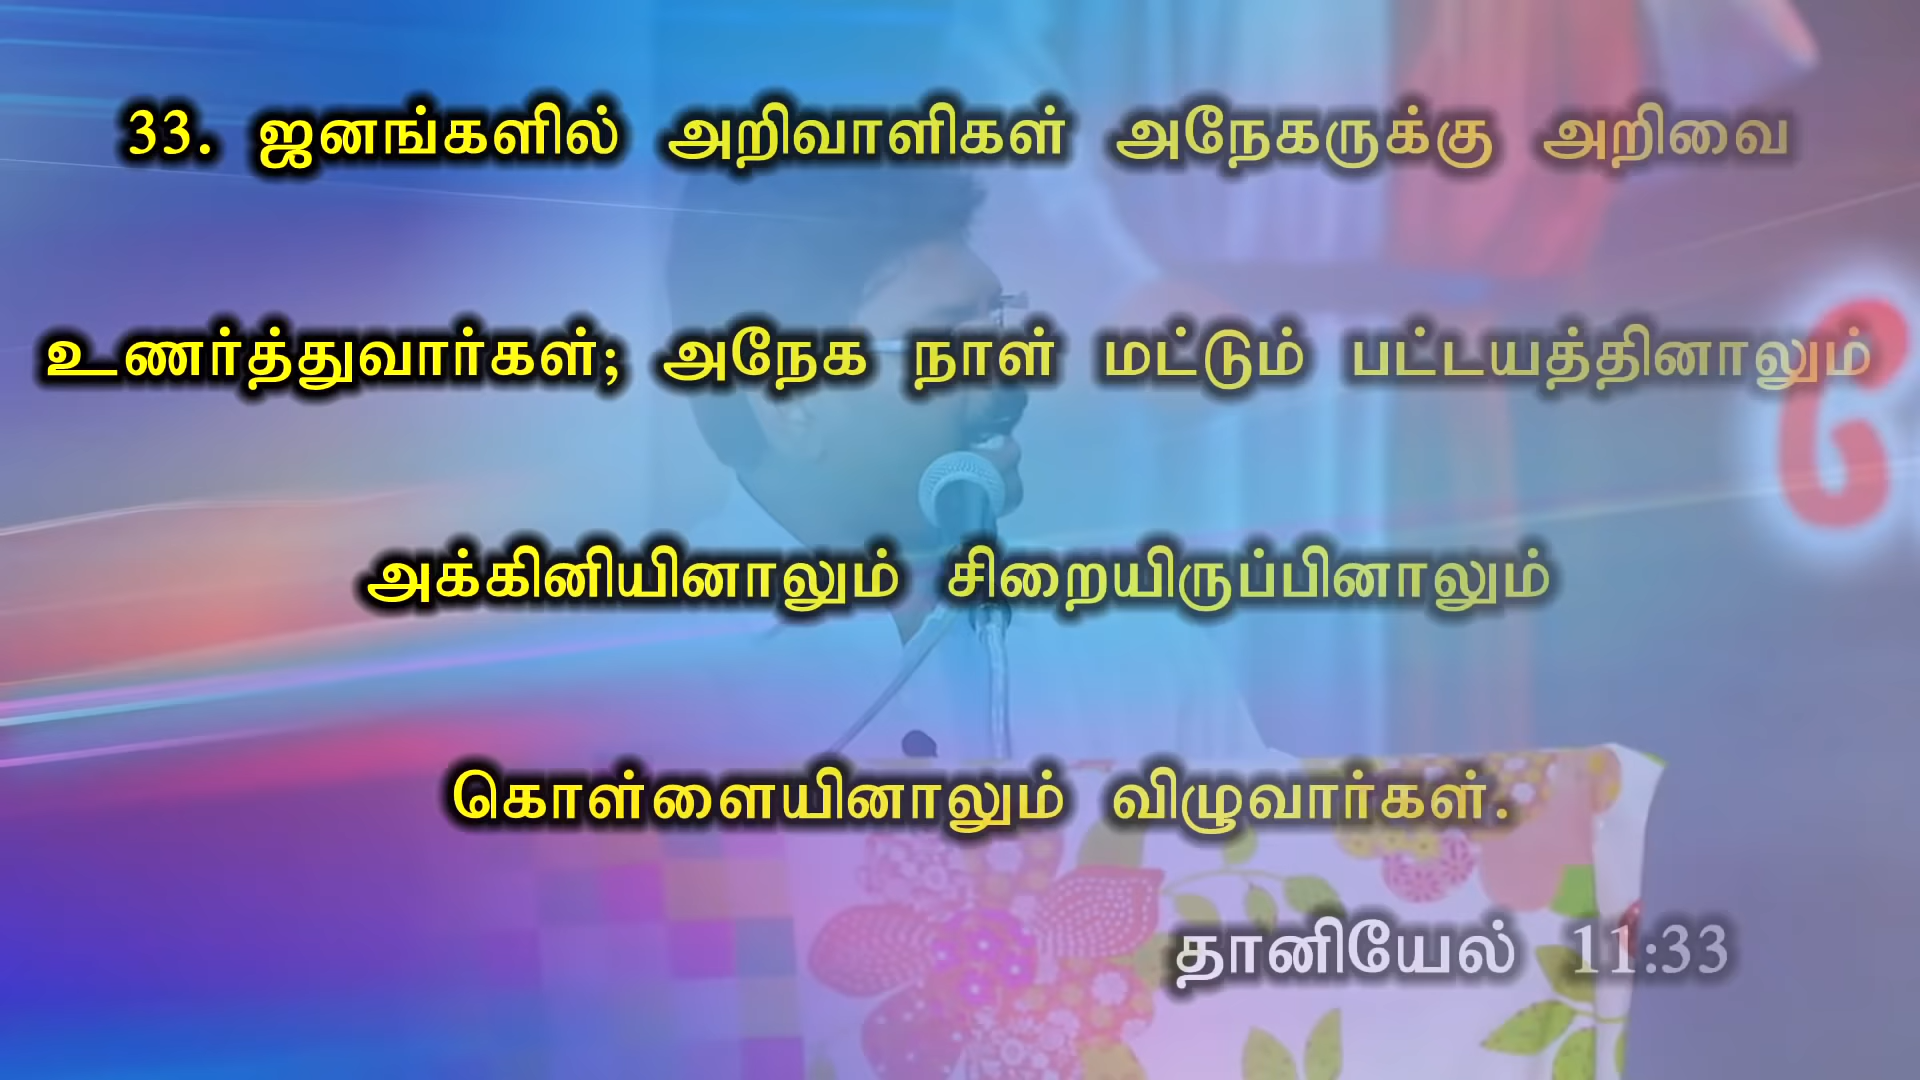 33. ஜனங்களில் அறிவாளிகள் அநேகருக்கு அறிவை
உணர்த்துவார்கள்; அநேக நாள் மட்டும் பட்டயத்தினாலும்
அக்கினியினாலும் சிறையிருப்பினாலும்
கொள்ளையினாலும் விழுவார்கள்.
தானியேல் 11:33